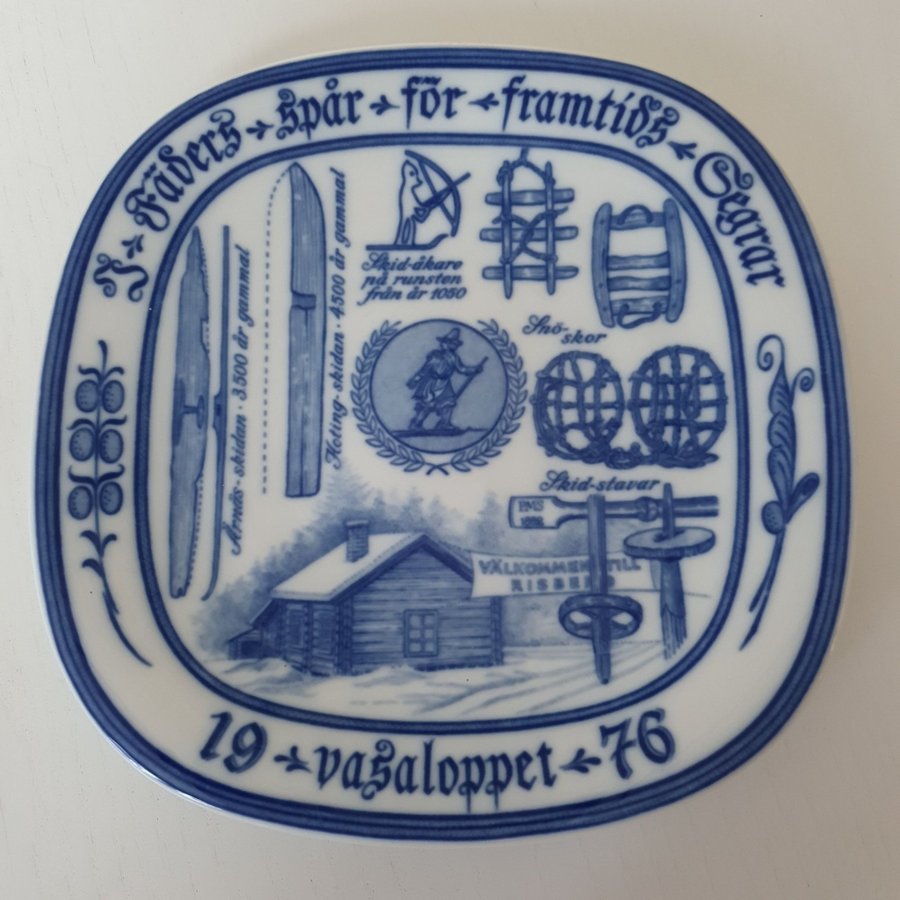 I Fäders spår för framtids Segrar
Arnäs-skidan · 3500 år gammal
Hoting-skidan · 4500 år gammal
Skid-åkare
på runsten
från år 1050
Snö-
skor
Skid-stavar
VÄLKOMMEN TILL
RISBERG
19 vasaloppet 76